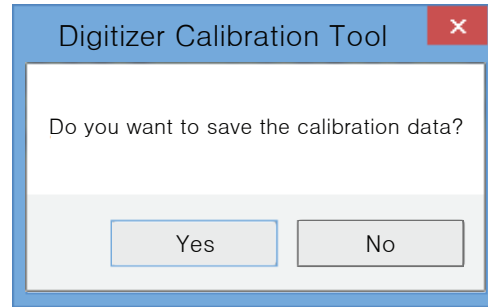 Digitizer Calibration Tool
Do you want to save the calibration data?
Yes
No